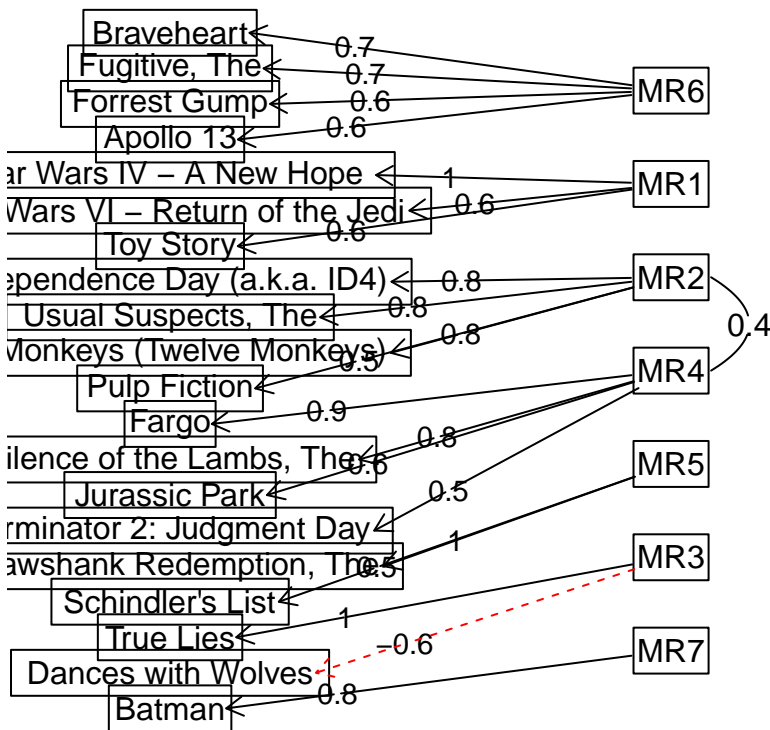 Braveheart
0.7
Fugitive, The
0.7
MR6
Forrest Gump
0.6
Apollo 13
0.6
ar Wars IV – A New Hope
1
MR1
Wars VI – Return of the Jedi
0.6
Toy Story
0.6
ependence Day (a.k.a. ID4)
0.8
MR2
Usual Suspects, The
0.8
0.4
Monkeys (Twelve Monkeys)
0.8
Pulp Fiction
0.5
MR4
Fargo
0.9
ilence of the Lambs, The
0.8
Jurassic Park
0.6
MR5
erminator 2: Judgment Day
0.5
awshank Redemption, The
1
0.5
MR3
Schindler's List
True Lies
1
–0.6
Dances with Wolves
MR7
Batman
0.8